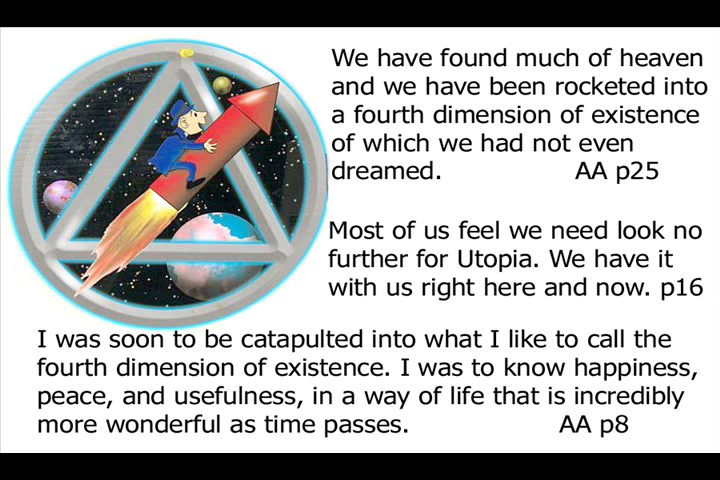 We have found much of heaven
and we have been rocketed into
a fourth dimension of existence
of which we had not even
dreamed. AA p25
Most of us feel we need look no
further for Utopia. We have it
with us right here and now. p16
I was soon to be catapulted into what I like to call the
fourth dimension of existence. I was to know happiness,
peace, and usefulness, in a way of life that is incredibly
more wonderful as time passes. AA p8